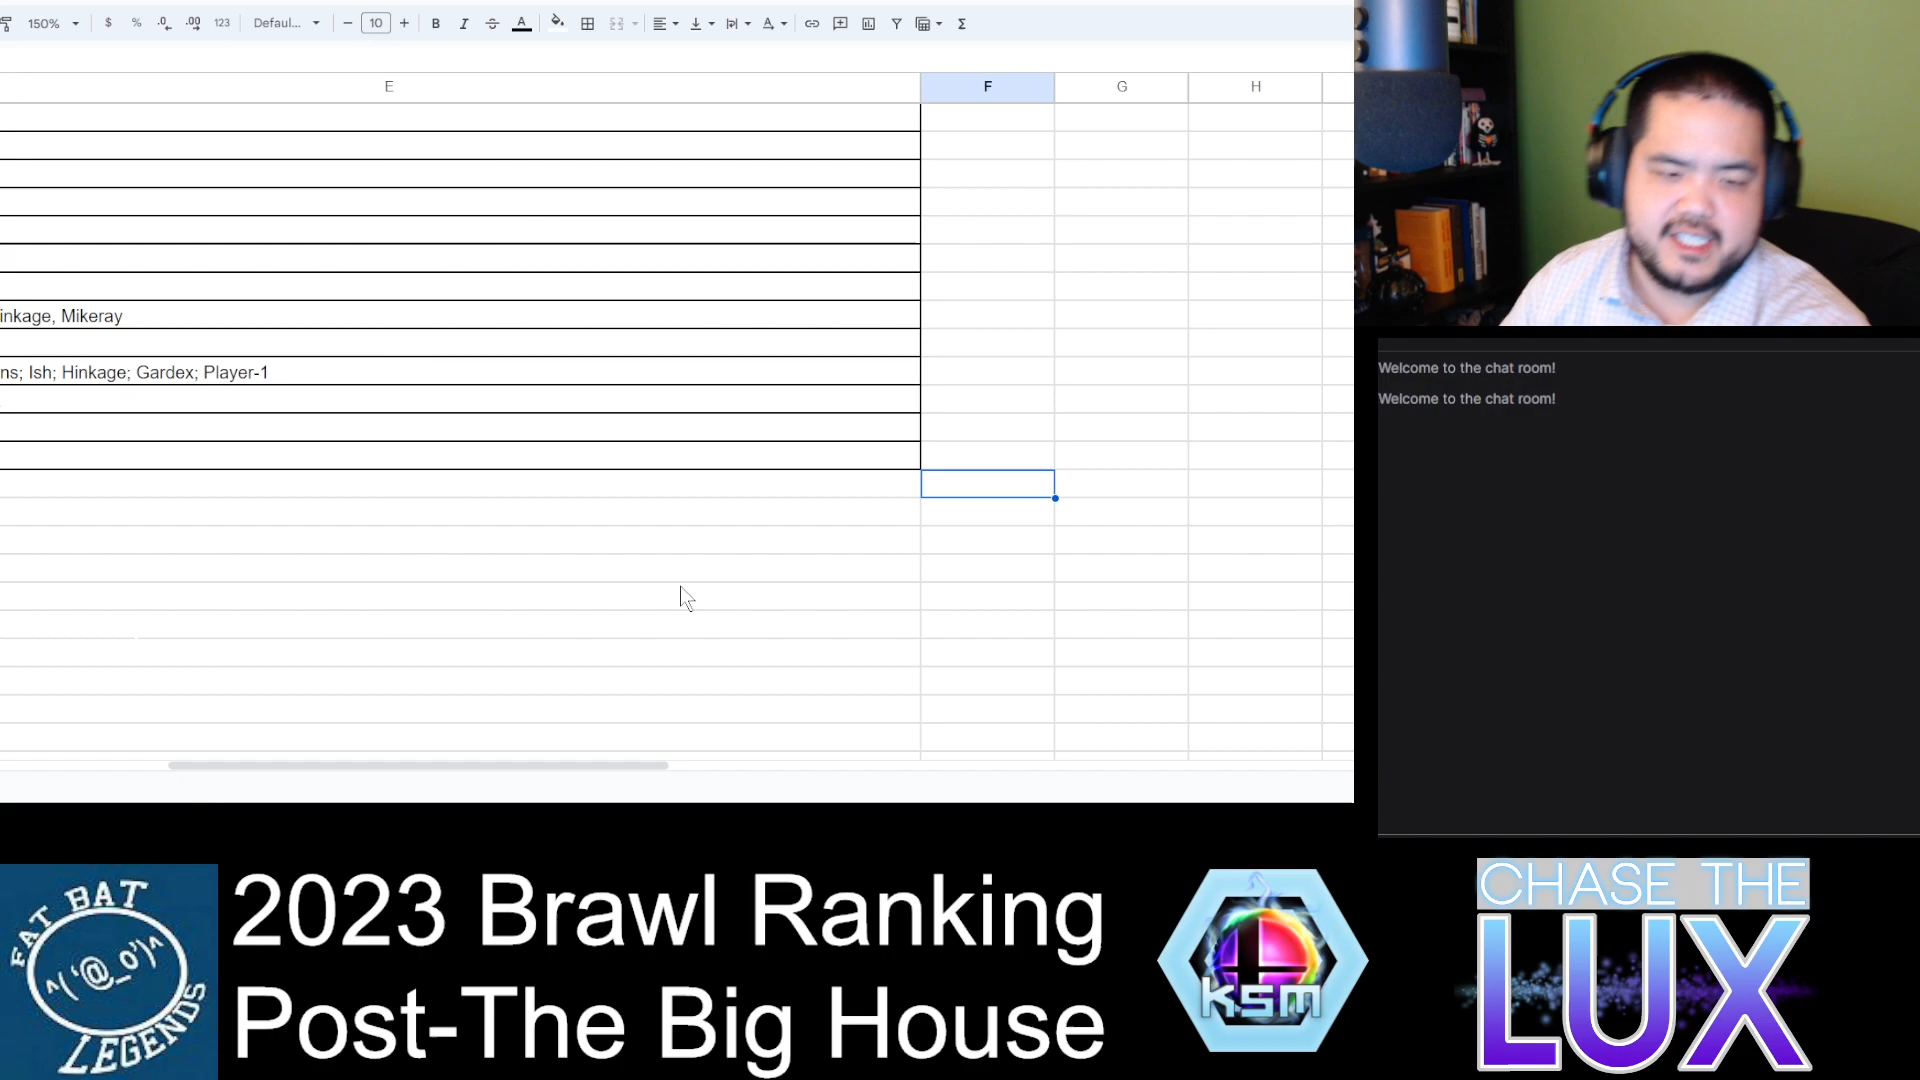 150% $ % .0 .00 123 Defaul... − 10 + B I A Σ
E F G H
inkage, Mikeray
ns; Ish; Hinkage; Gardex; Player-1
Welcome to the chat room!
Welcome to the chat room!
FAT BAT
^('@_0')^
LEGENDS
2023 Brawl Ranking
Post-The Big House
KSM
CHASE THE
LUX